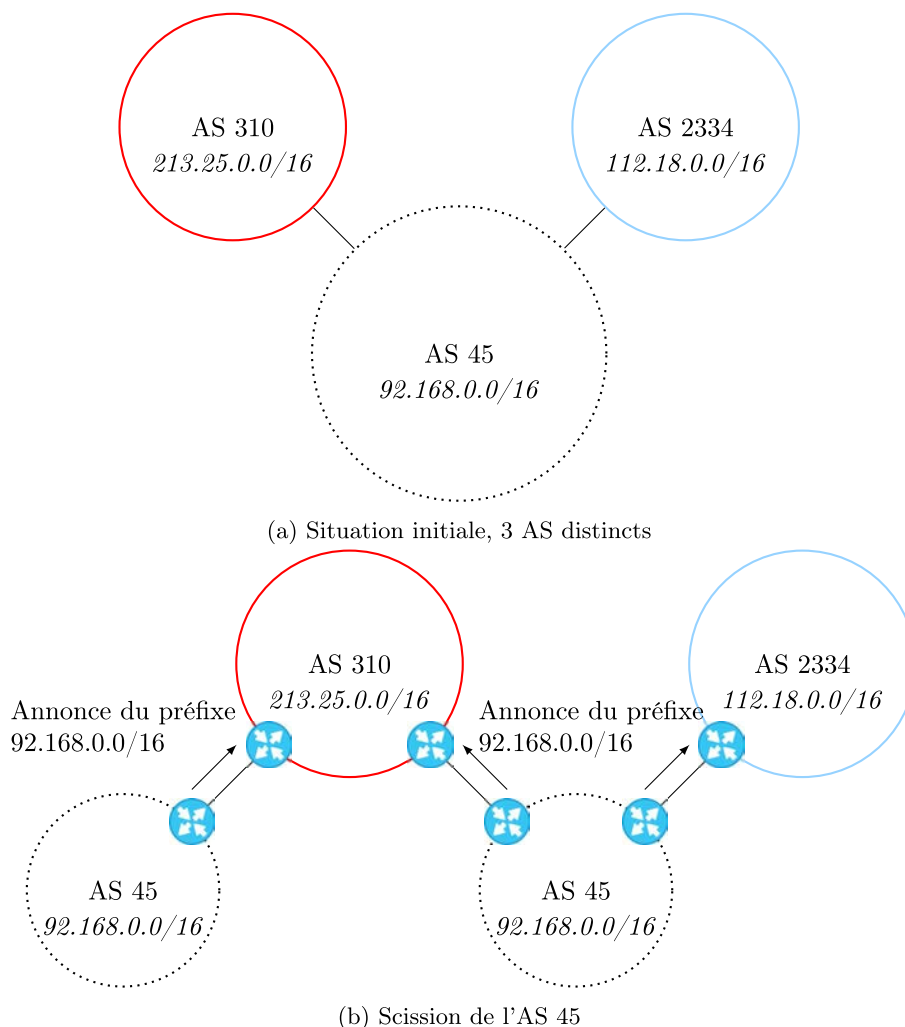 AS 310
213.25.0.0/16
AS 2334
112.18.0.0/16
AS 45
92.168.0.0/16
(a) Situation initiale, 3 AS distincts
AS 310
213.25.0.0/16
AS 2334
112.18.0.0/16
Annonce du préfixe
92.168.0.0/16
Annonce du préfixe
92.168.0.0/16
AS 45
92.168.0.0/16
AS 45
92.168.0.0/16
(b) Scission de l'AS 45